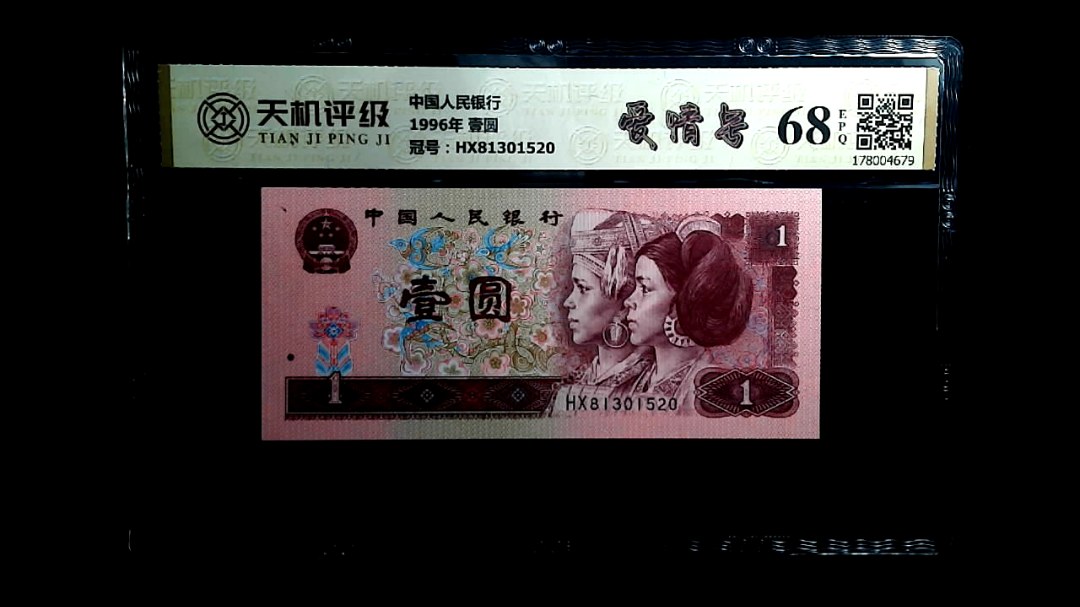 天机评级
TIAN JI PING JI
中国人民银行
1996年 壹圆
冠号：HX81301520
爱情号
68
EPQ
178004679
中国人民银行
1
壹圆
1
HX81301520
1